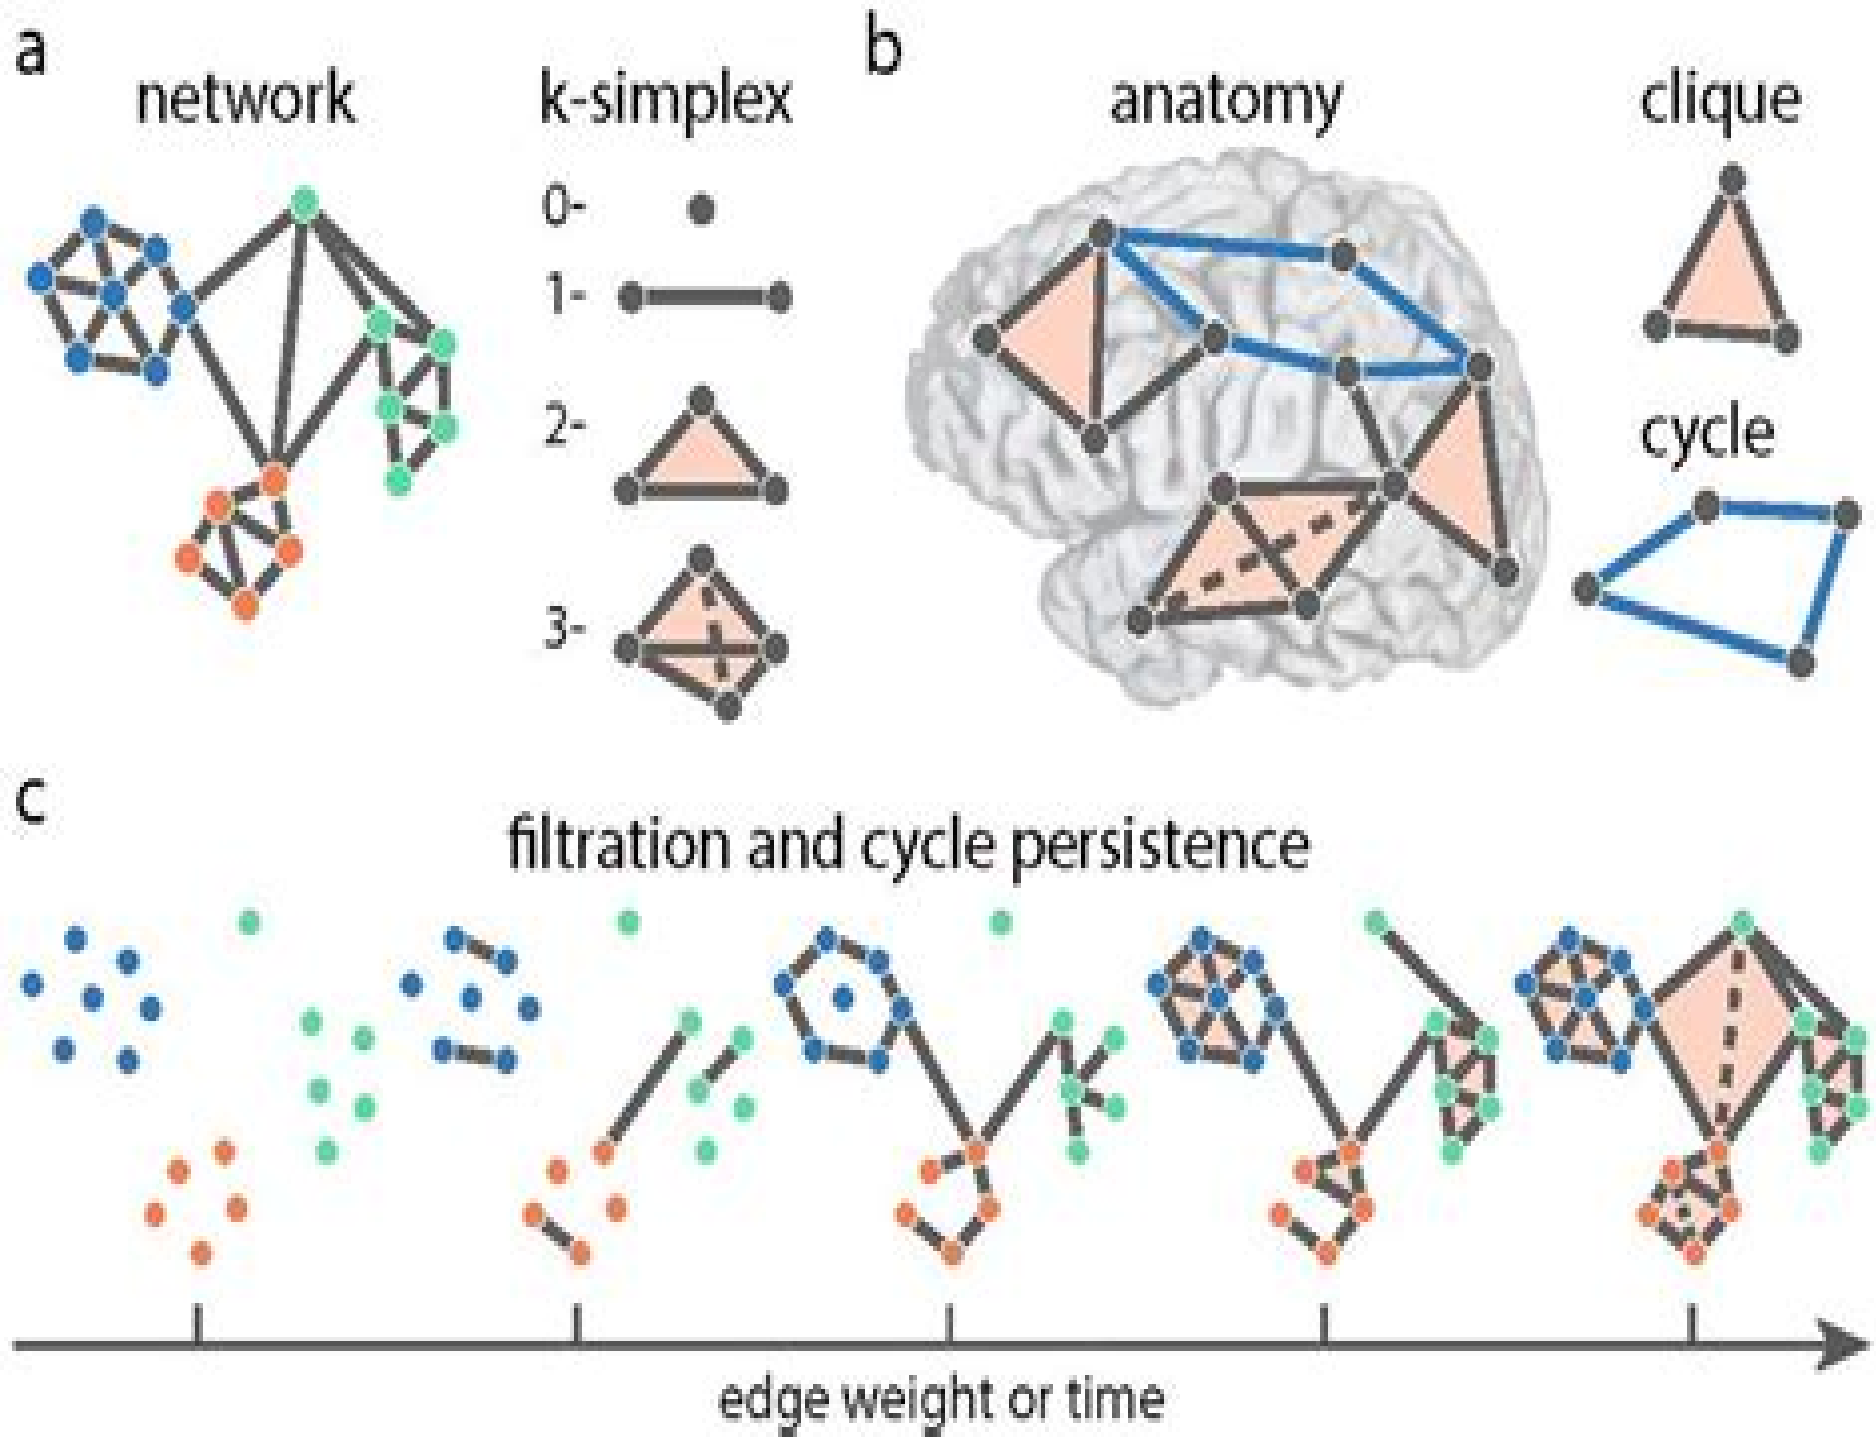 a
network
k-simplex
0-
1-
2-
3-
b
anatomy
clique
cycle
c
filtration and cycle persistence
edge weight or time